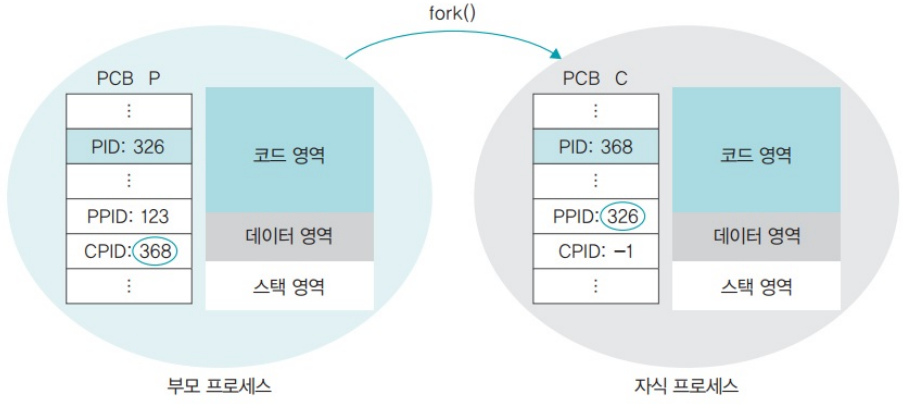 fork()
PCB P
⋮
PID: 326
⋮
PPID: 123
CPID: 368
⋮
코드 영역
데이터 영역
스택 영역
부모 프로세스
PCB C
⋮
PID: 368
⋮
PPID: 326
CPID: −1
⋮
코드 영역
데이터 영역
스택 영역
자식 프로세스